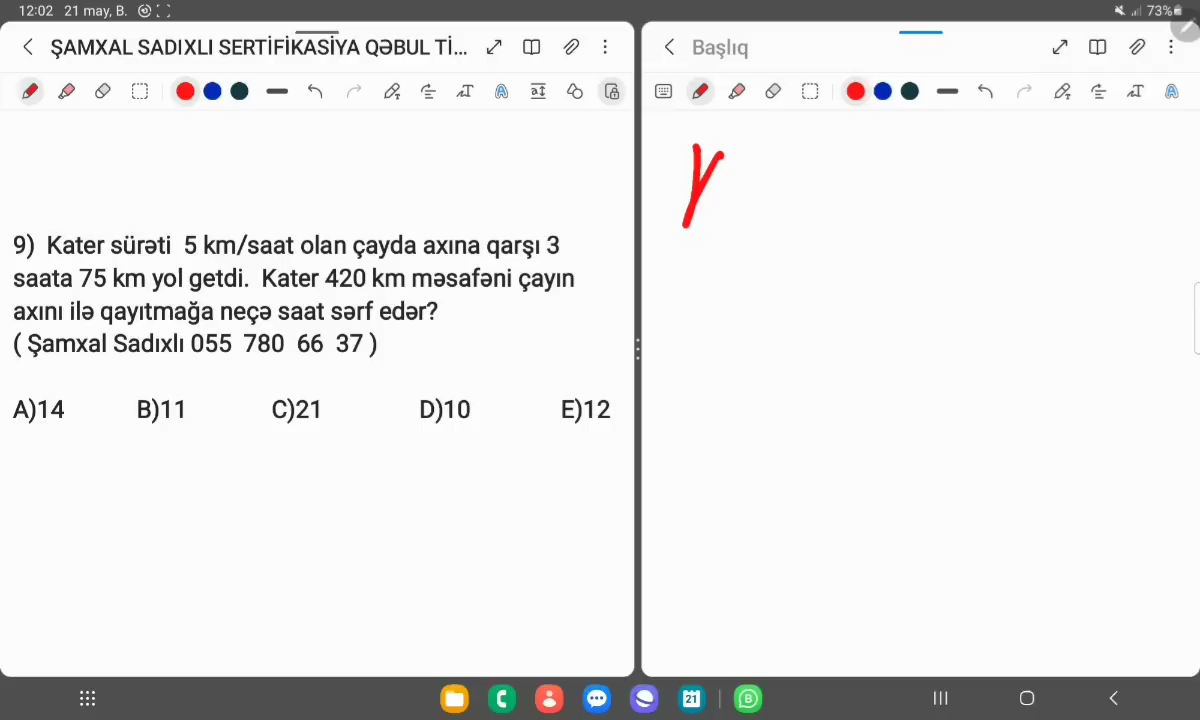 12:02 21 may, B.
73%
ŞAMXAL SADIXLI SERTİFİKASİYA QƏBUL Tİ...
Başlıq
9) Kater sürəti 5 km/saat olan çayda axına qarşı 3
saata 75 km yol getdi. Kater 420 km məsafəni çayın
axını ilə qayıtmağa neçə saat sərf edər?
( Şamxal Sadıxlı 055 780 66 37 )
A)14 B)11 C)21 D)10 E)12
21